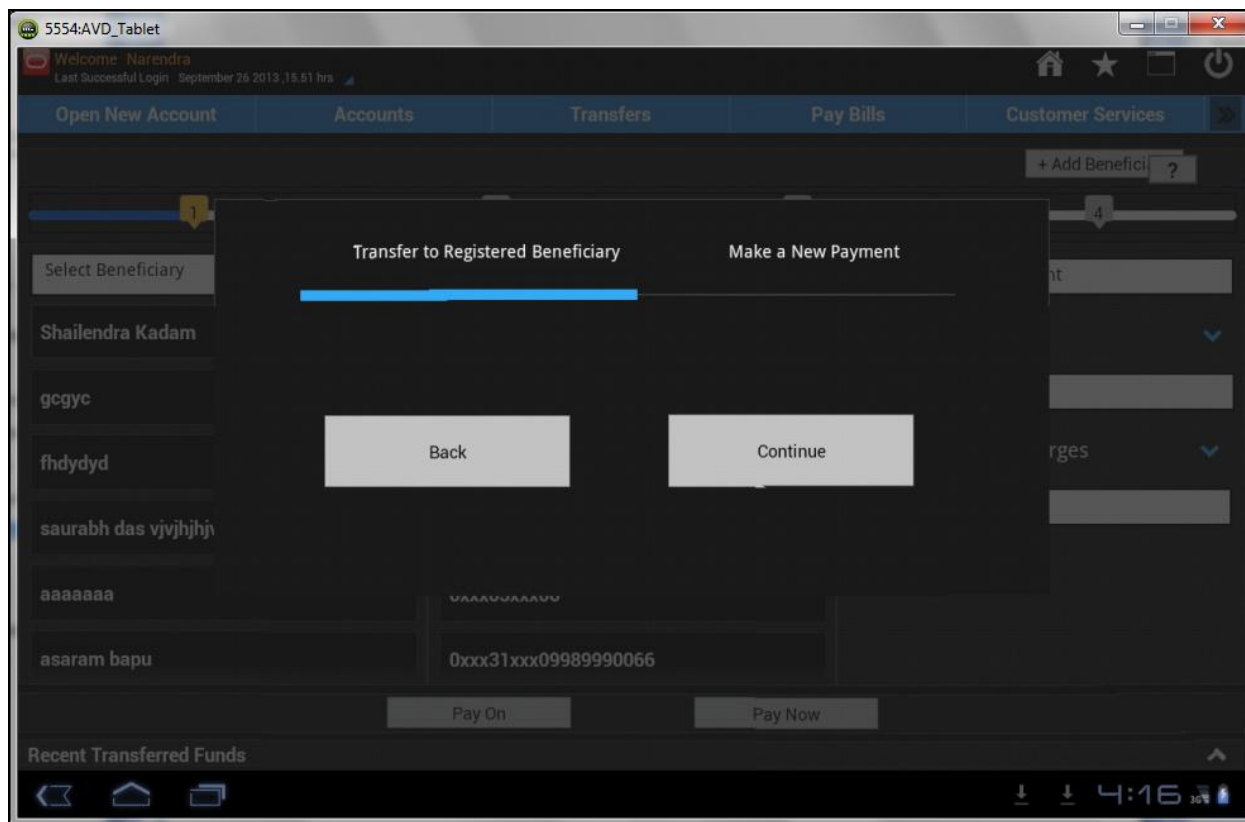 5554:AVD_Tablet
Welcome Narendra
Last Successful Login September 26 2013 ,15.51 hrs
Open New Account Accounts Transfers Pay Bills Customer Services
+ Add Benefici ?
1 4
Transfer to Registered Beneficiary Make a New Payment
Select Beneficiary nt
Shailendra Kadam
gcgyc
Back Continue
fhdydyd rges
saurabh das vjvjhjhjv
aaaaaaa
asaram bapu 0xxx31xxx09989990066
Pay On Pay Now
Recent Transferred Funds
4:16 3G